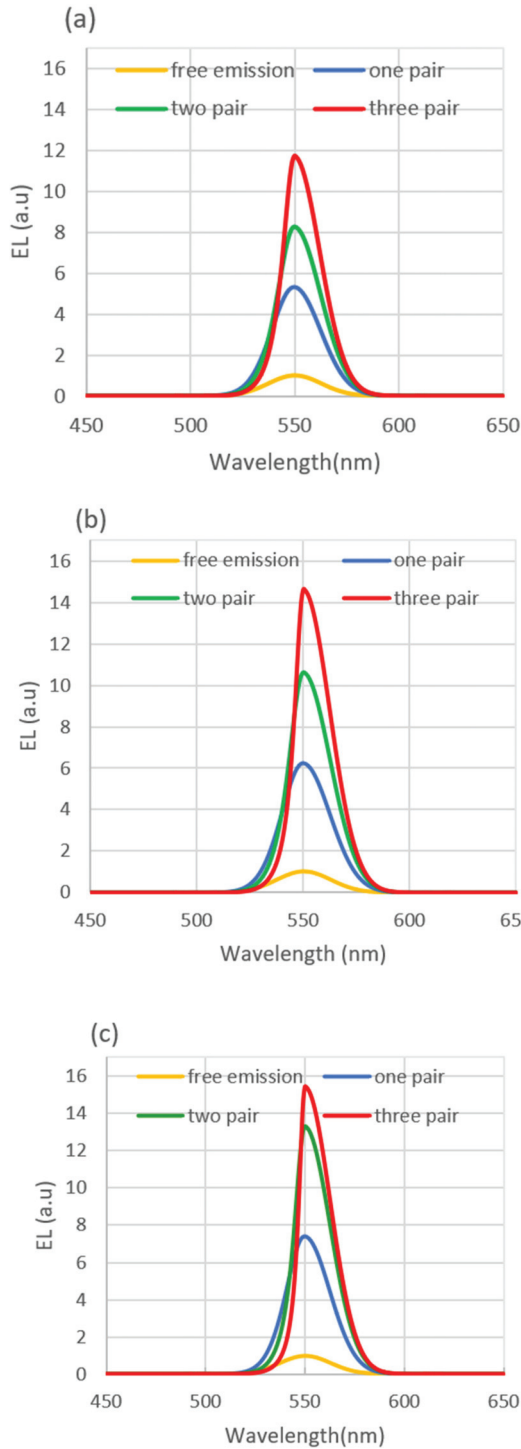 (a)
16
free emission one pair
14
two pair three pair
12
10
8
6
4
2
0
EL (a.u)
450 500 550 600 650
Wavelength(nm)
(b)
16
free emission one pair
14
two pair three pair
12
10
8
6
4
2
0
EL (a.u)
450 500 550 600 65
Wavelength (nm)
(c)
16
free emission one pair
14
two pair three pair
12
10
8
6
4
2
0
EL (a.u)
450 500 550 600 650
Wavelength(nm)